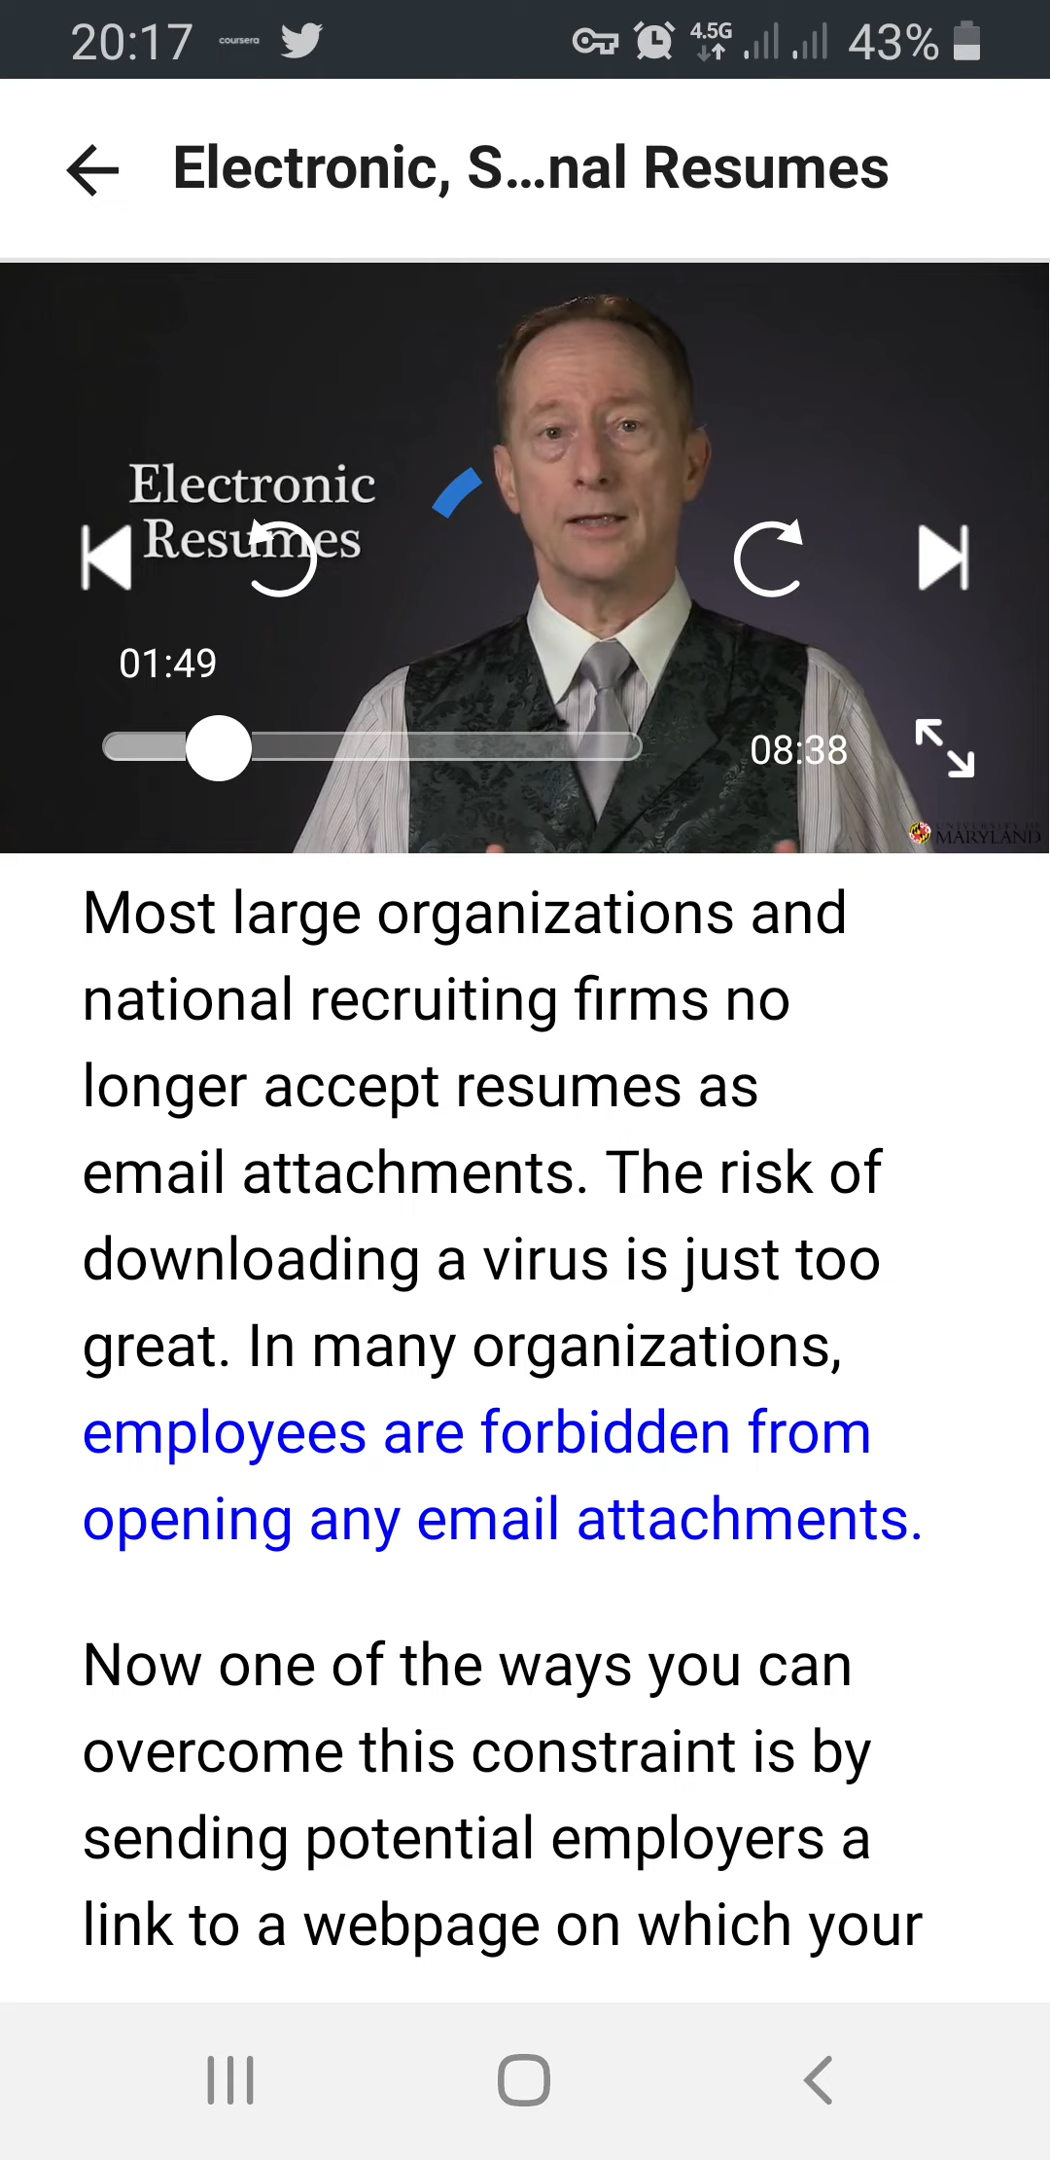 20:17 coursera 4.5G 43%
Electronic, S...nal Resumes
Electronic
Resumes
01:49
08:38
UNIVERSITY OF
MARYLAND
Most large organizations and
national recruiting firms no
longer accept resumes as
email attachments. The risk of
downloading a virus is just too
great. In many organizations,
employees are forbidden from
opening any email attachments.
Now one of the ways you can
overcome this constraint is by
sending potential employers a
link to a webpage on which your